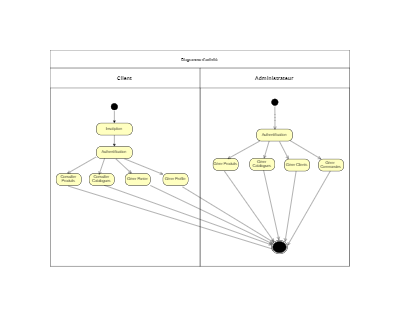 Diagramme d'activité
Client
Administrateur
Inscription
Authentification
Authentification
Consulter
Produits
Consulter
Catalogues
Gérer Panier
Gérer Profils
Gérer Produits
Gérer
Catalogues
Gérer Clients
Gérer
Commandes